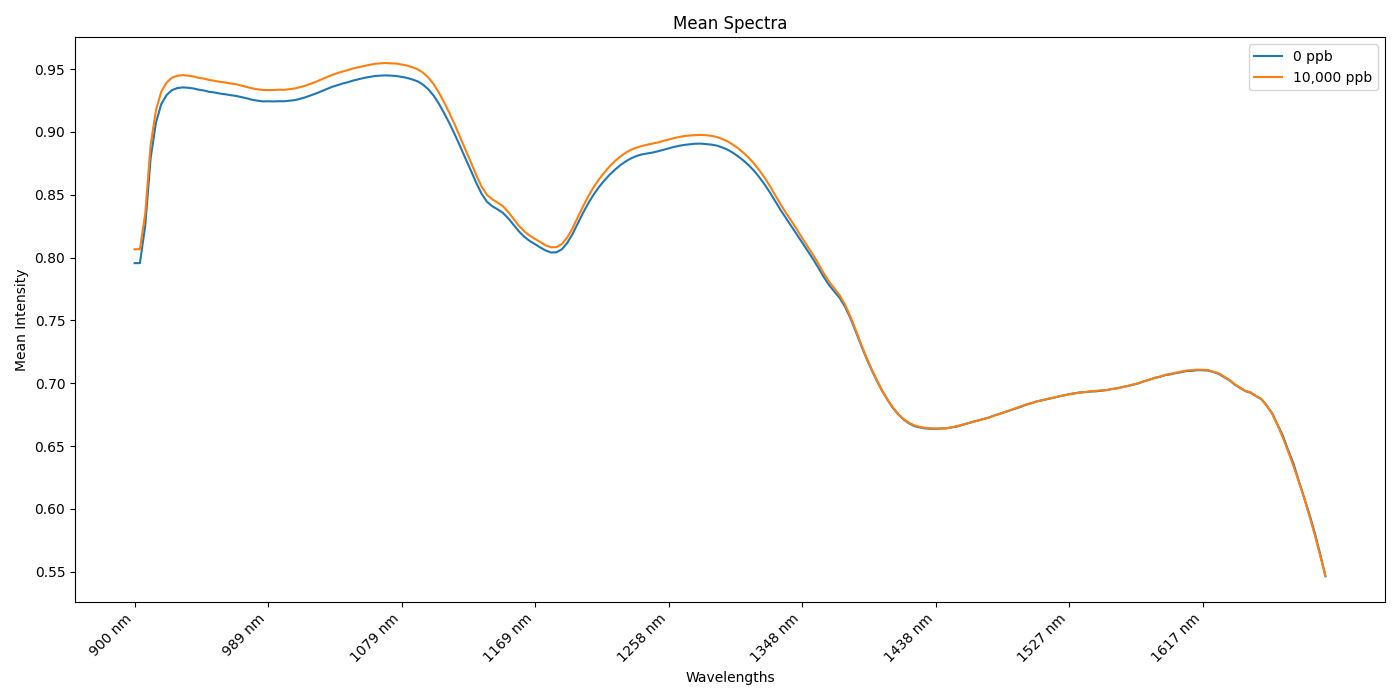 Mean Spectra
0 ppb
10,000 ppb
Mean Intensity
0.95
0.90
0.85
0.80
0.75
0.70
0.65
0.60
0.55
900 nm
989 nm
1079 nm
1169 nm
1258 nm
1348 nm
1438 nm
1527 nm
1617 nm
Wavelengths